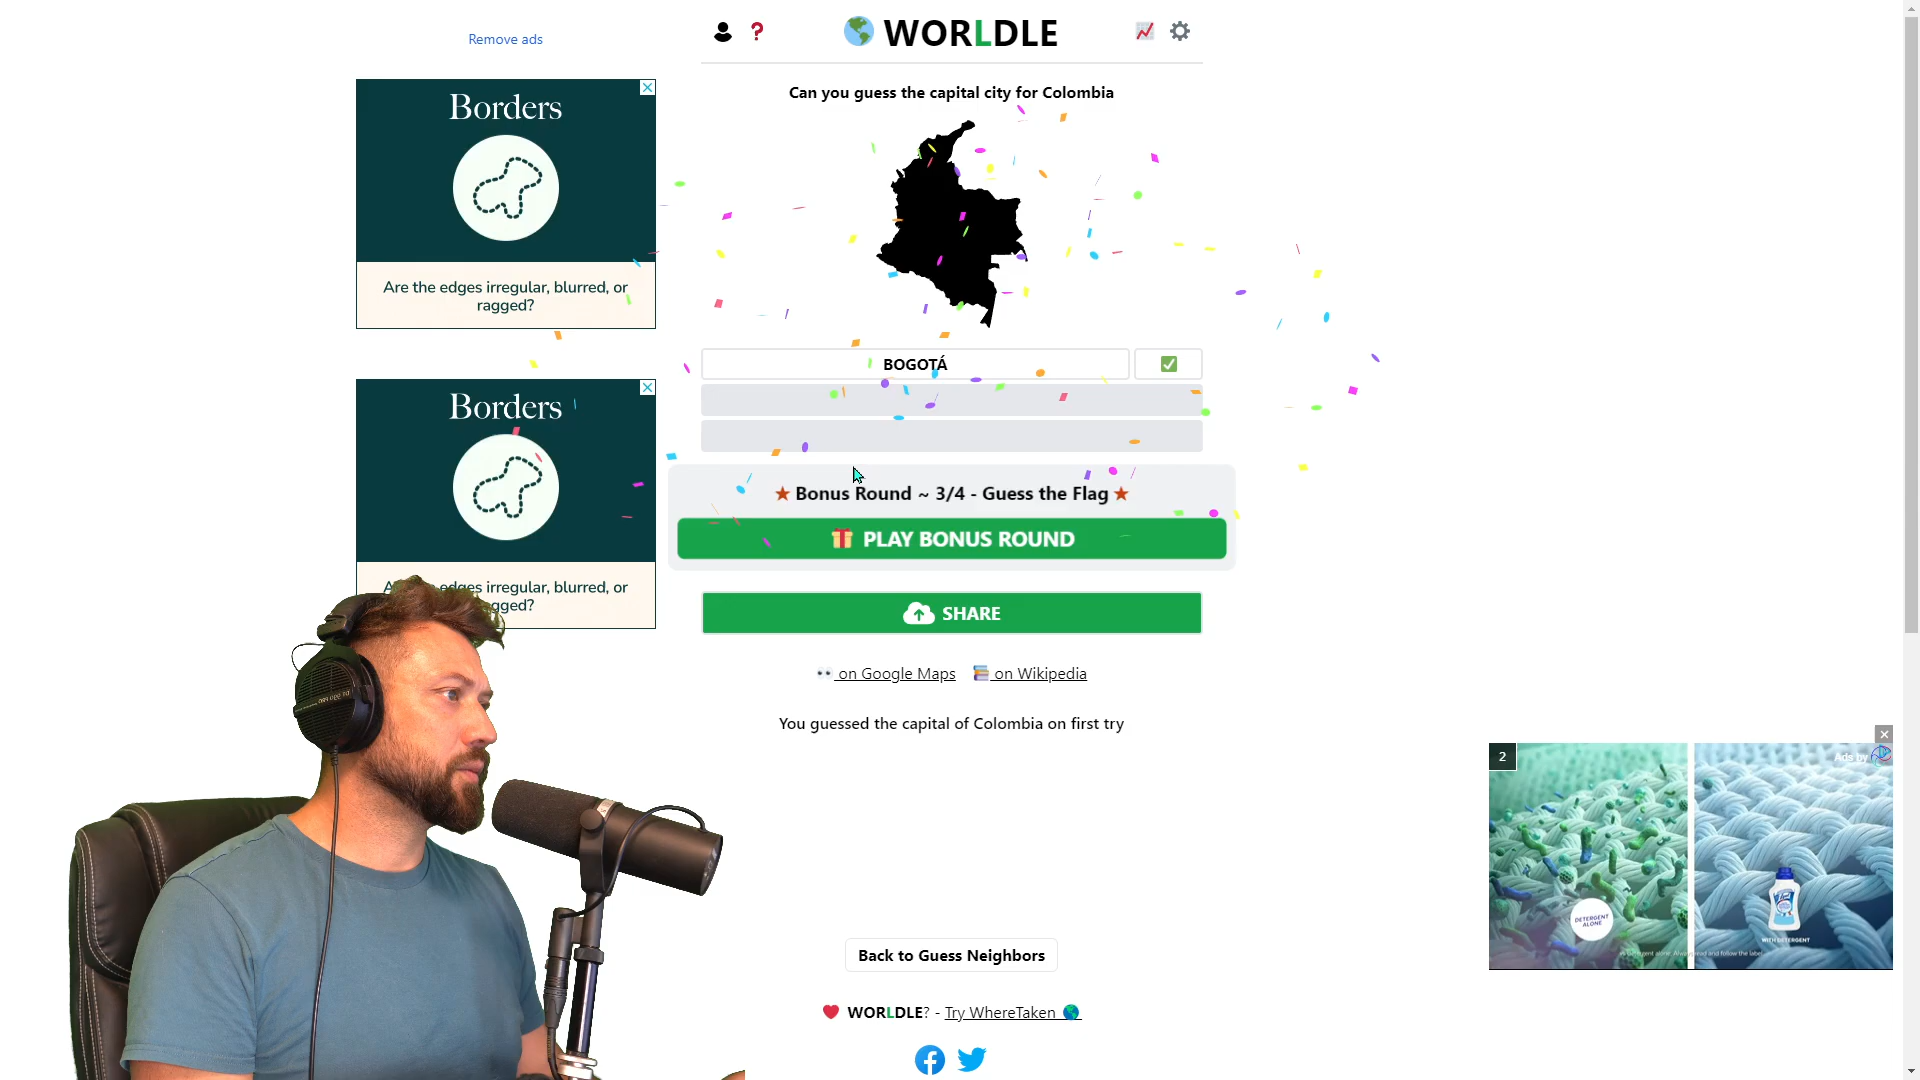 Remove ads
? WORLDLE
Can you guess the capital city for Colombia
Borders
Are the edges irregular, blurred, or
ragged?
BOGOTÁ
Borders
edges irregular, blurred, or
★ Bonus Round ~ 3/4 - Guess the Flag ★
PLAY BONUS ROUND
SHARE
on Google Maps on Wikipedia
You guessed the capital of Colombia on first try
2
Ads by
DETERGENT
ALONE
WITH DETERGENT
Back to Guess Neighbors
WORLDLE? - Try WhereTaken